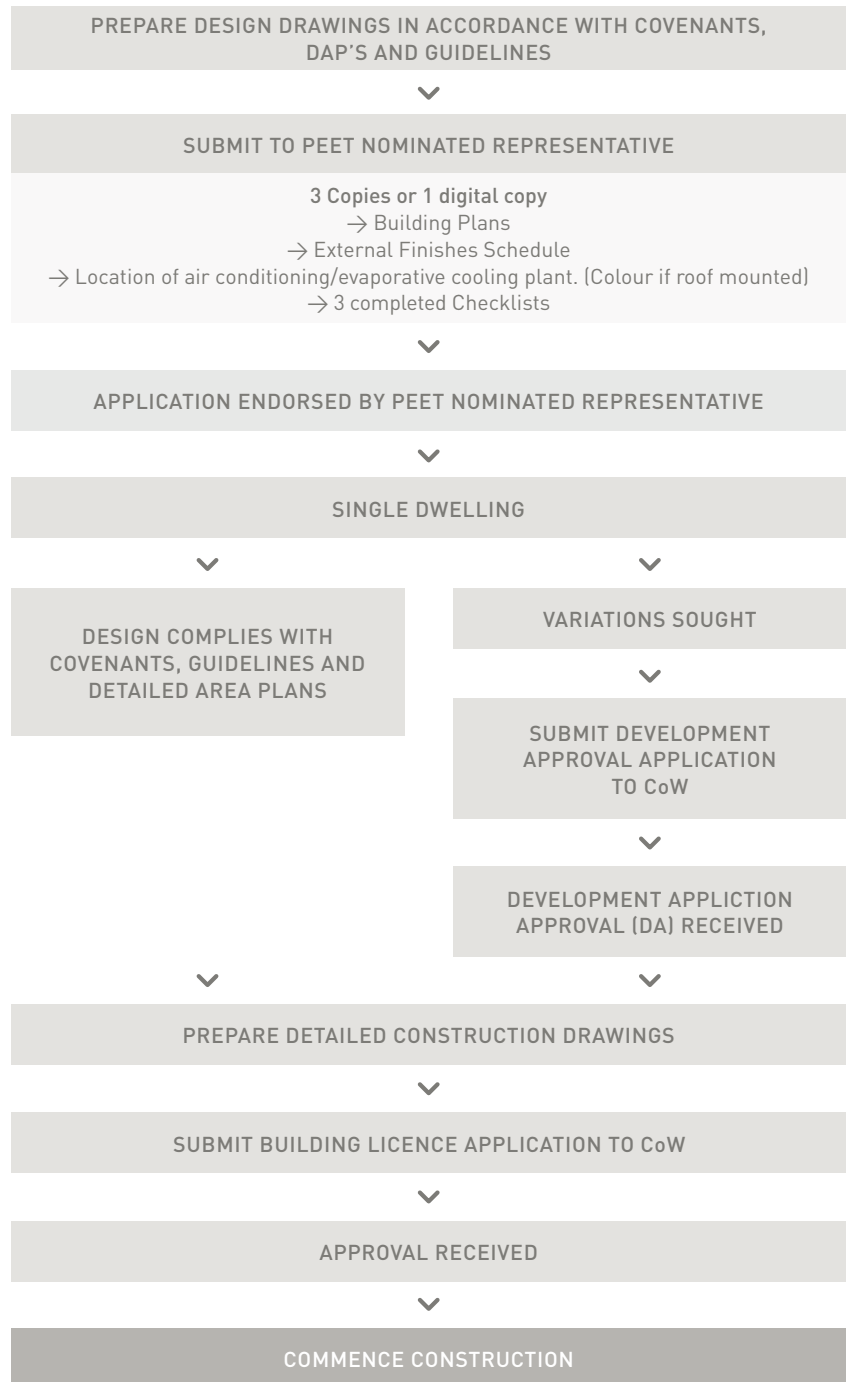 PREPARE DESIGN DRAWINGS IN ACCORDANCE WITH COVENANTS,
DAP'S AND GUIDELINES
SUBMIT TO PEET NOMINATED REPRESENTATIVE
3 Copies or 1 digital copy
→ Building Plans
→ External Finishes Schedule
→ Location of air conditioning/evaporative cooling plant. (Colour if roof mounted)
→ 3 completed Checklists
APPLICATION ENDORSED BY PEET NOMINATED REPRESENTATIVE
SINGLE DWELLING
DESIGN COMPLIES WITH
COVENANTS, GUIDELINES AND
DETAILED AREA PLANS
VARIATIONS SOUGHT
SUBMIT DEVELOPMENT
APPROVAL APPLICATION
TO CoW
DEVELOPMENT APPLICTION
APPROVAL (DA) RECEIVED
PREPARE DETAILED CONSTRUCTION DRAWINGS
SUBMIT BUILDING LICENCE APPLICATION TO CoW
APPROVAL RECEIVED
COMMENCE CONSTRUCTION